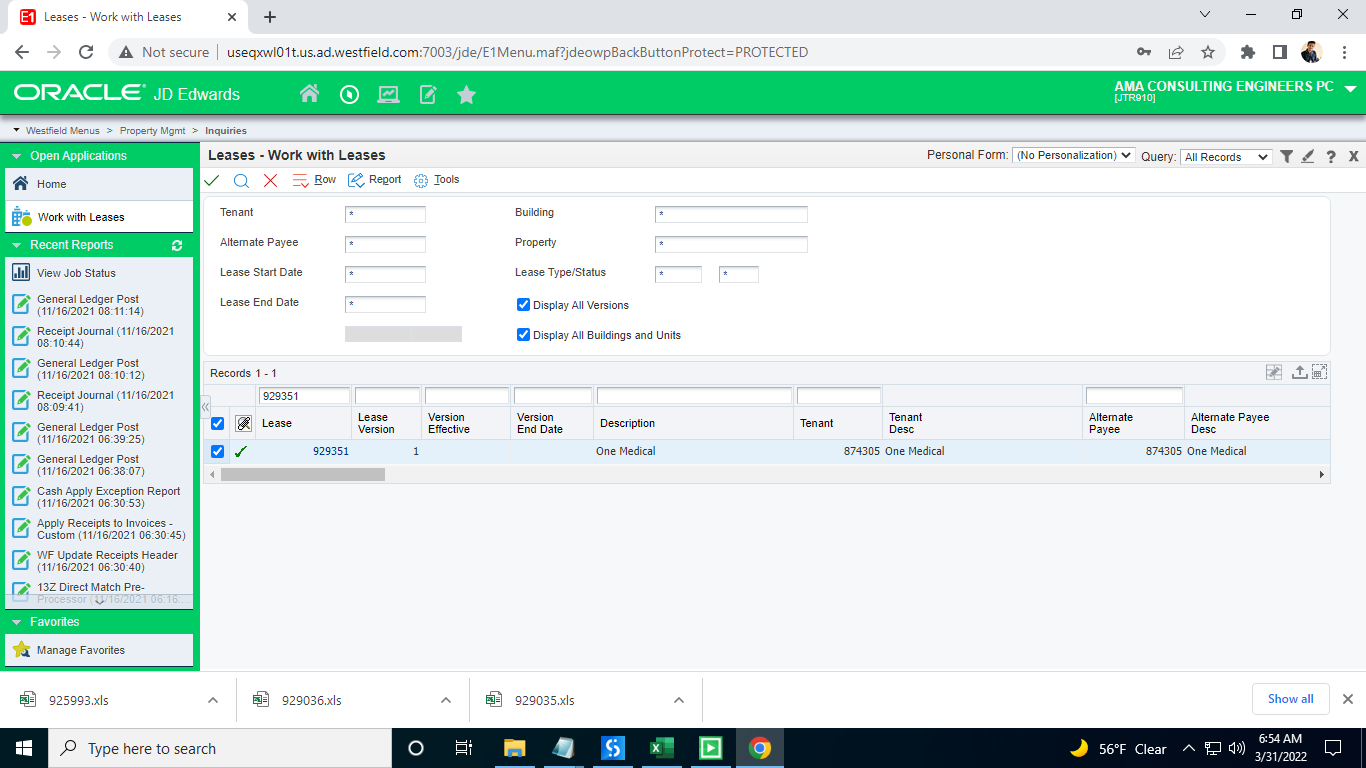 Leases - Work with Leases
Not secure
useqxwl01t.us.ad.westfield.com:7003/jde/E1Menu.maf?jdeowpBackButtonProtect=PROTECTED
ORACLE JD Edwards
AMA CONSULTING ENGINEERS PC
[JTR910]
Westfield Menus > Property Mgmt > Inquiries
Open Applications
Home
Work with Leases
Recent Reports
View Job Status
General Ledger Post
(11/16/2021 08:11:14)
Receipt Journal (11/16/2021
08:10:44)
General Ledger Post
(11/16/2021 08:10:12)
Receipt Journal (11/16/2021
08:09:41)
General Ledger Post
(11/16/2021 06:39:25)
General Ledger Post
(11/16/2021 06:38:07)
Cash Apply Exception Report
(11/16/2021 06:30:53)
Apply Receipts to Invoices -
Custom (11/16/2021 06:30:45)
WF Update Receipts Header
(11/16/2021 06:30:40)
13Z Direct Match Pre-
Processor (11/16/2021 06:16
Favorites
Manage Favorites
Leases - Work with Leases
Personal Form: (No Personalization) Query: All Records
Row Report Tools
Tenant * Building *
Alternate Payee * Property *
Lease Start Date * Lease Type/Status * *
Lease End Date * Display All Versions
Display All Buildings and Units
Records 1 - 1
929351
Lease
Lease
Version
Version
Effective
Version
End Date
Description
Tenant
Tenant
Desc
Alternate
Payee
Alternate Payee
Desc
929351 1 One Medical 874305 One Medical 874305 One Medical
925993.xls 929036.xls 929035.xls Show all
Type here to search
56°F Clear
6:54 AM
3/31/2022